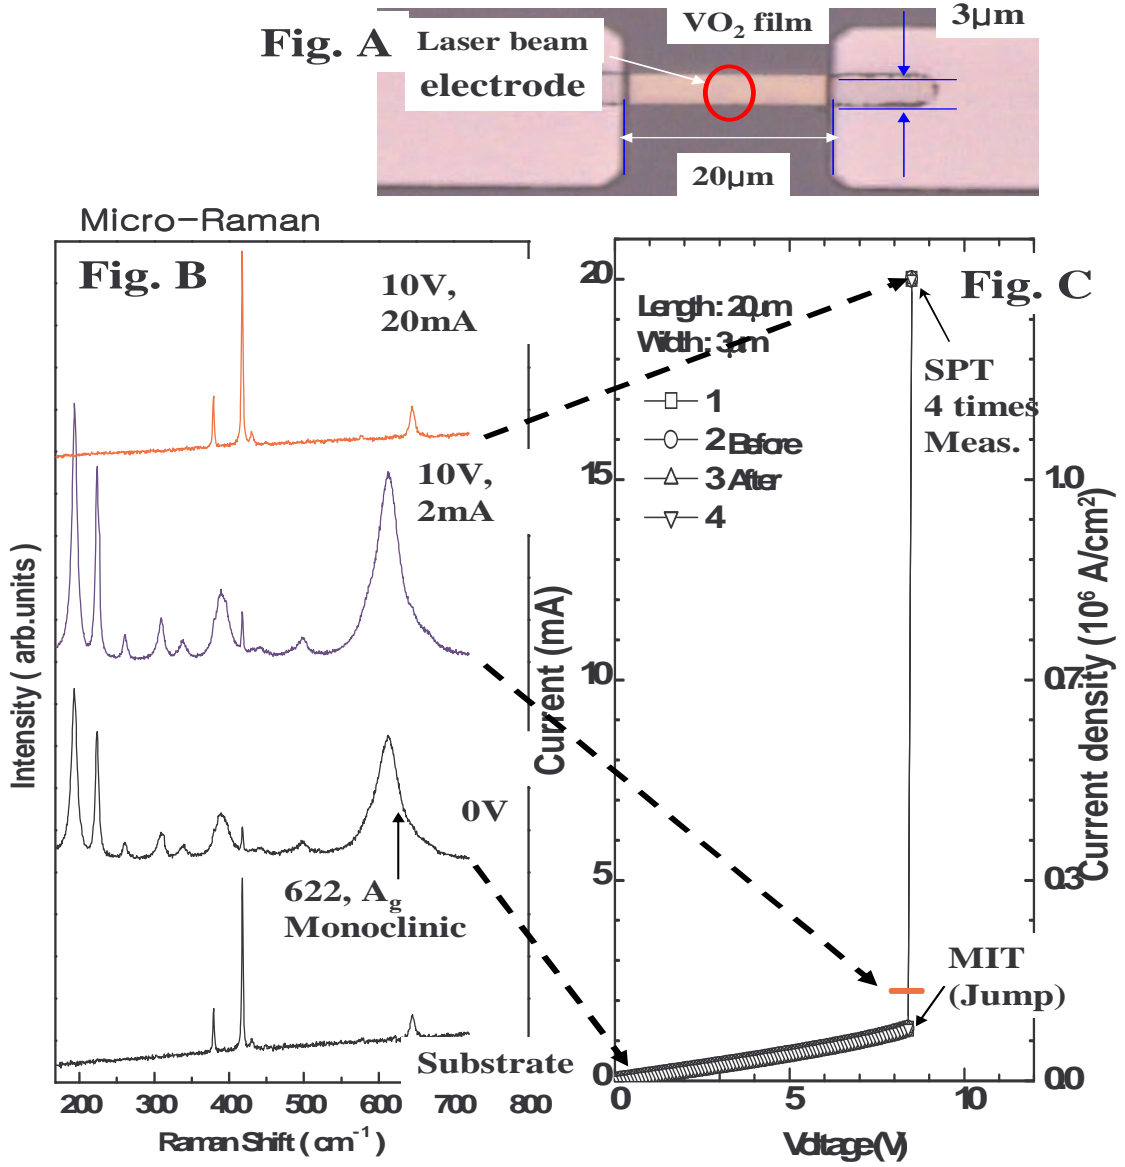 Fig. A
Laser beam
electrode
VO₂ film
3μm
20μm
Micro-Raman
Fig. B
10V,
20mA
10V,
2mA
0V
622, Ag
Monoclinic
Substrate
Intensity ( arb.units )
200 300 400 500 600 700 800
Raman Shift ( cm⁻¹ )
Fig. C
Length: 20μm
Width: 3μm
1
2 Before
3 After
4
SPT
4 times
Meas.
MIT
(Jump)
Current (mA)
20
15
10
5
0
Current density (10⁶ A/cm²)
1.0
0.7
0.3
0.0
0 5 10
Voltage (V)